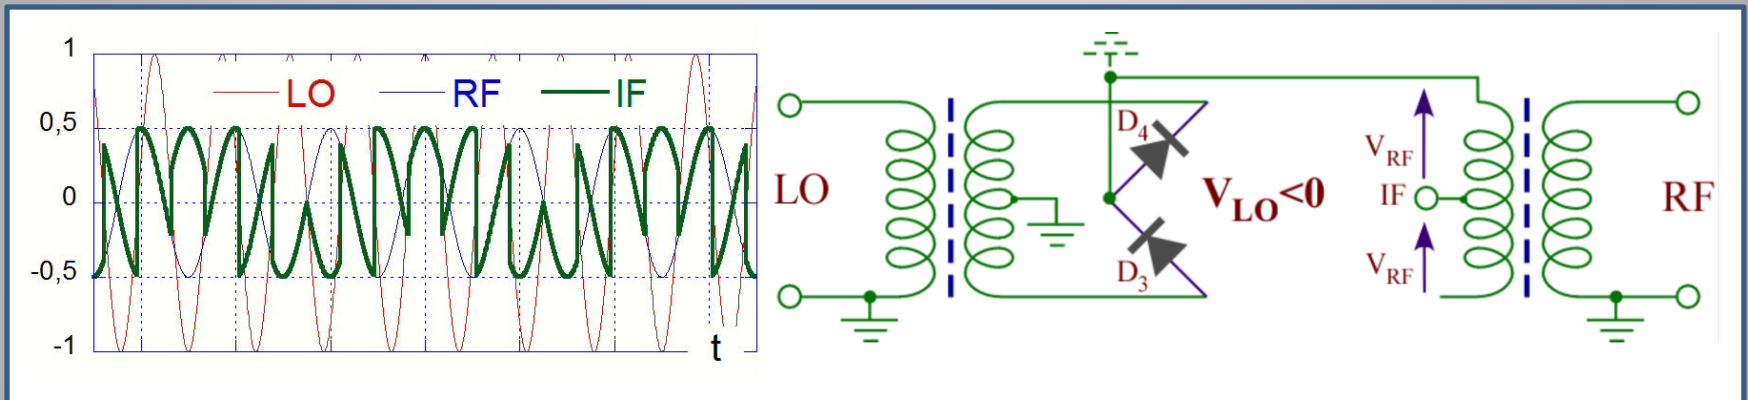 1
0,5
0
-0,5
-1
LO RF IF
t
LO
D4
D3
VLO<0
VRF
IF
VRF
RF